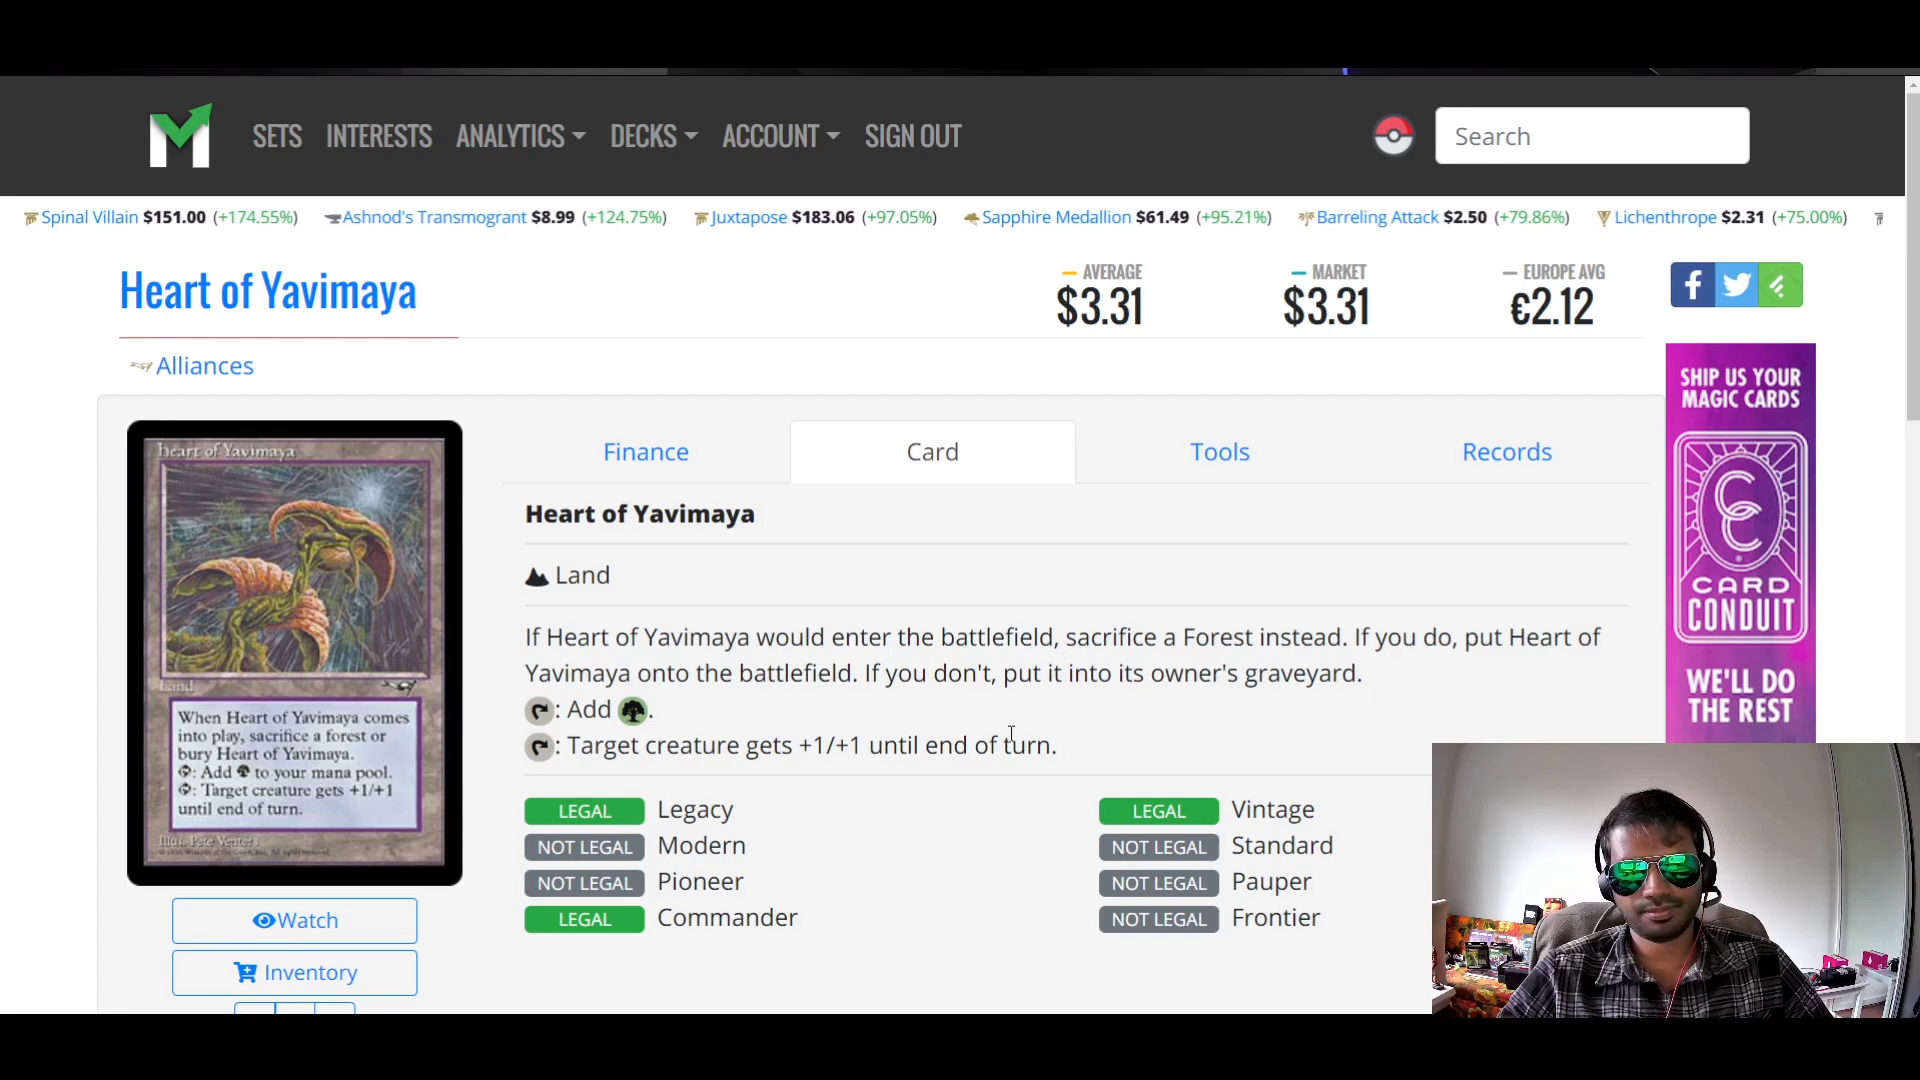 SETS INTERESTS ANALYTICS DECKS ACCOUNT SIGN OUT Search
Spinal Villain $151.00 (+174.55%) Ashnod's Transmogrant $8.99 (+124.75%) Juxtapose $183.06 (+97.05%) Sapphire Medallion $61.49 (+95.21%) Barreling Attack $2.50 (+79.86%) Lichenthrope $2.31 (+75.00%)
Heart of Yavimaya
AVERAGE
$3.31
MARKET
$3.31
EUROPE AVG
€2.12
Alliances
Heart of Yavimaya
Land
When Heart of Yavimaya comes
into play, sacrifice a forest or
bury Heart of Yavimaya.
: Add to your mana pool.
: Target creature gets +1/+1
until end of turn.
Illus. Pete Venters
Watch
Inventory
Finance Card Tools Records
Heart of Yavimaya
Land
If Heart of Yavimaya would enter the battlefield, sacrifice a Forest instead. If you do, put Heart of
Yavimaya onto the battlefield. If you don't, put it into its owner's graveyard.
: Add .
: Target creature gets +1/+1 until end of turn.
LEGAL Legacy LEGAL Vintage
NOT LEGAL Modern NOT LEGAL Standard
NOT LEGAL Pioneer NOT LEGAL Pauper
LEGAL Commander NOT LEGAL Frontier
SHIP US YOUR
MAGIC CARDS
CARD
CONDUIT
WE'LL DO
THE REST